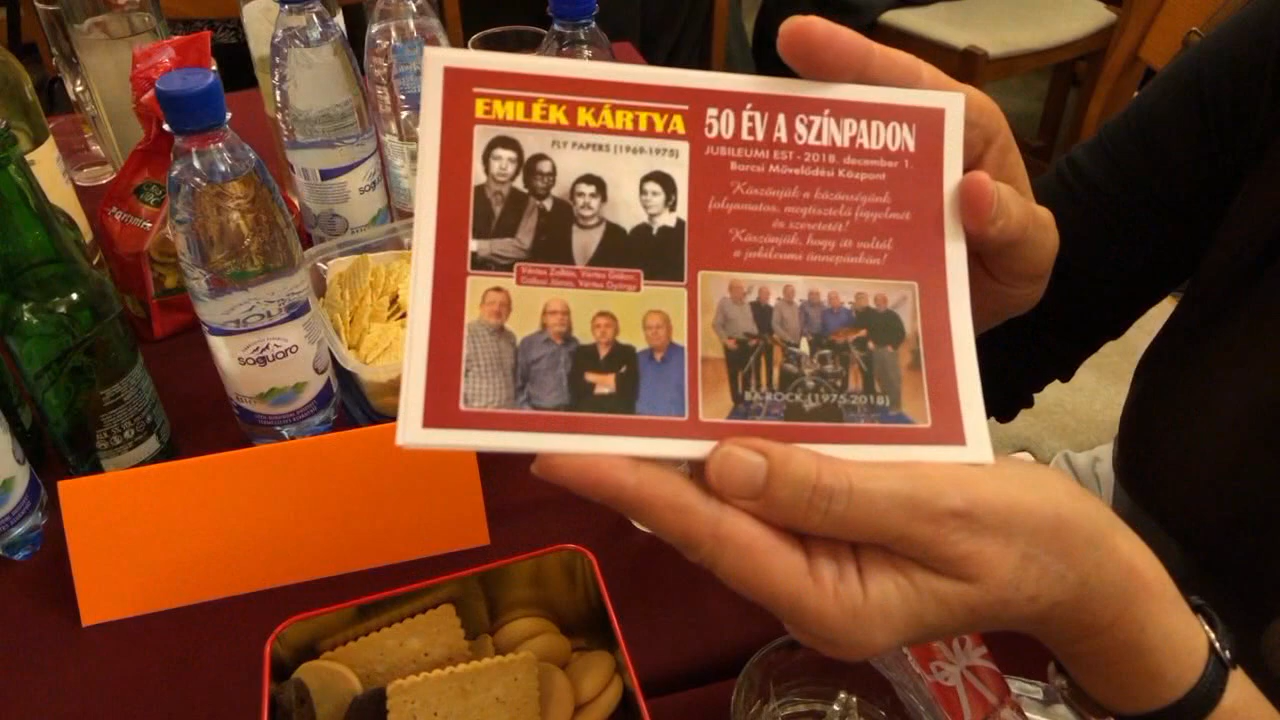 EMLÉK KÁRTYA
FLY PAPERS (1969-1975)
Vértes Zoltán, Vértes Gábor,
Gálosi János, Vértes György
50 ÉV A SZÍNPADON
JUBILEUMI EST - 2018. december 1.
Barcsi Művelődési Központ
Köszönjük a közönségünk
folyamatos, megtisztelő figyelmét
és szeretetét!
Köszönjük, hogy itt voltál
a jubileumi ünnepünkön!
BA-ROCK (1975-2018)
saguaro
sagu